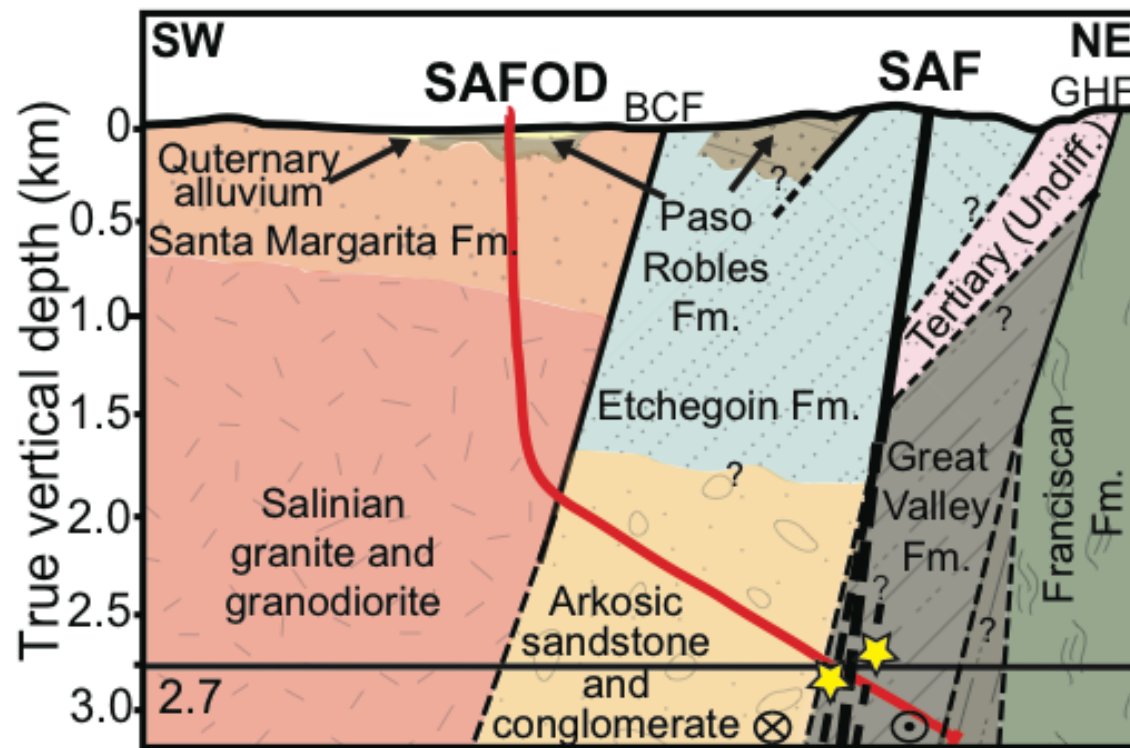 SW
NE
SAFOD
BCF
SAF
GHF
True vertical depth (km)
0
0.5
1.0
1.5
2.0
2.5
3.0
2.7
Quternary
alluvium
Santa Margarita Fm.
Paso
Robles
Fm.
Etchegoin Fm.
Tertiary (Undiff.)
Great
Valley
Fm.
Franciscan
Fm.
Salinian
granite and
granodiorite
Arkosic
sandstone
and
conglomerate
?
?
?
?
?
?